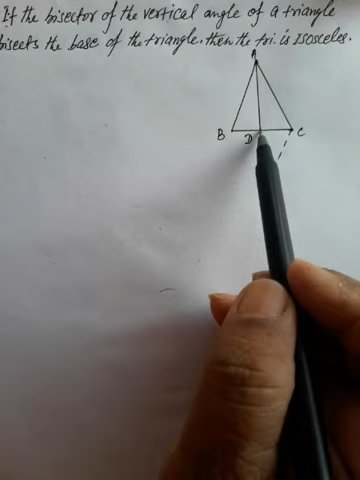 If the bisector of the vertical angle of a triangle
bisects the base of the triangle. then the tri. is Isosceles.
A
B D C